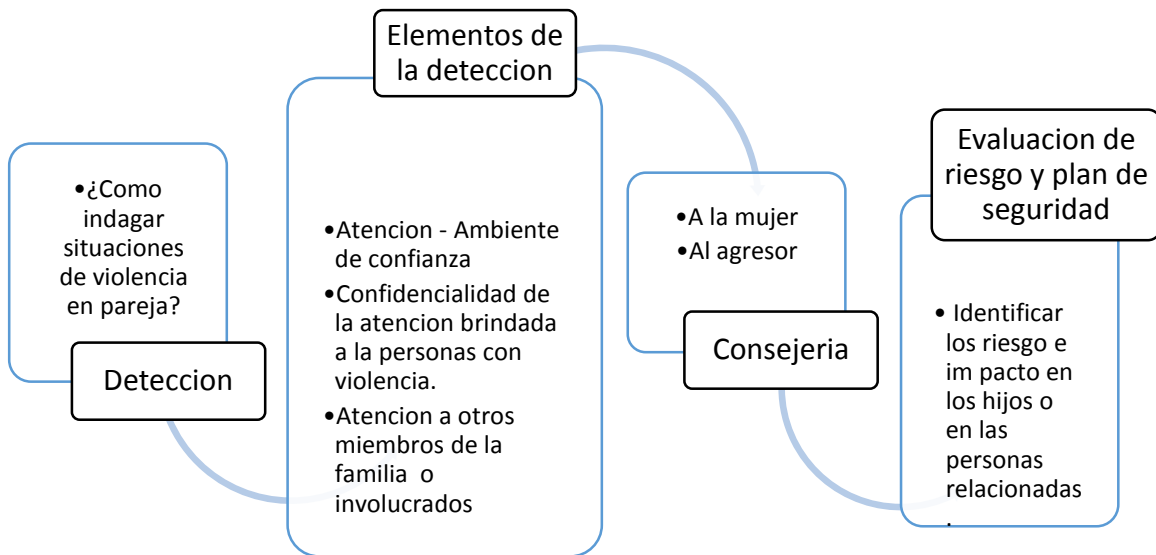 •¿Como
indagar
situaciones
de violencia
en pareja?
Deteccion
Elementos de
la deteccion
•Atencion - Ambiente
de confianza
•Confidencialidad de
la atencion brindada
a la personas con
violencia.
•Atencion a otros
miembros de la
familia o
involucrados
•A la mujer
•Al agresor
Consejeria
Evaluacion de
riesgo y plan de
seguridad
• Identificar
los riesgo e
im pacto en
los hijos o
en las
personas
relacionadas